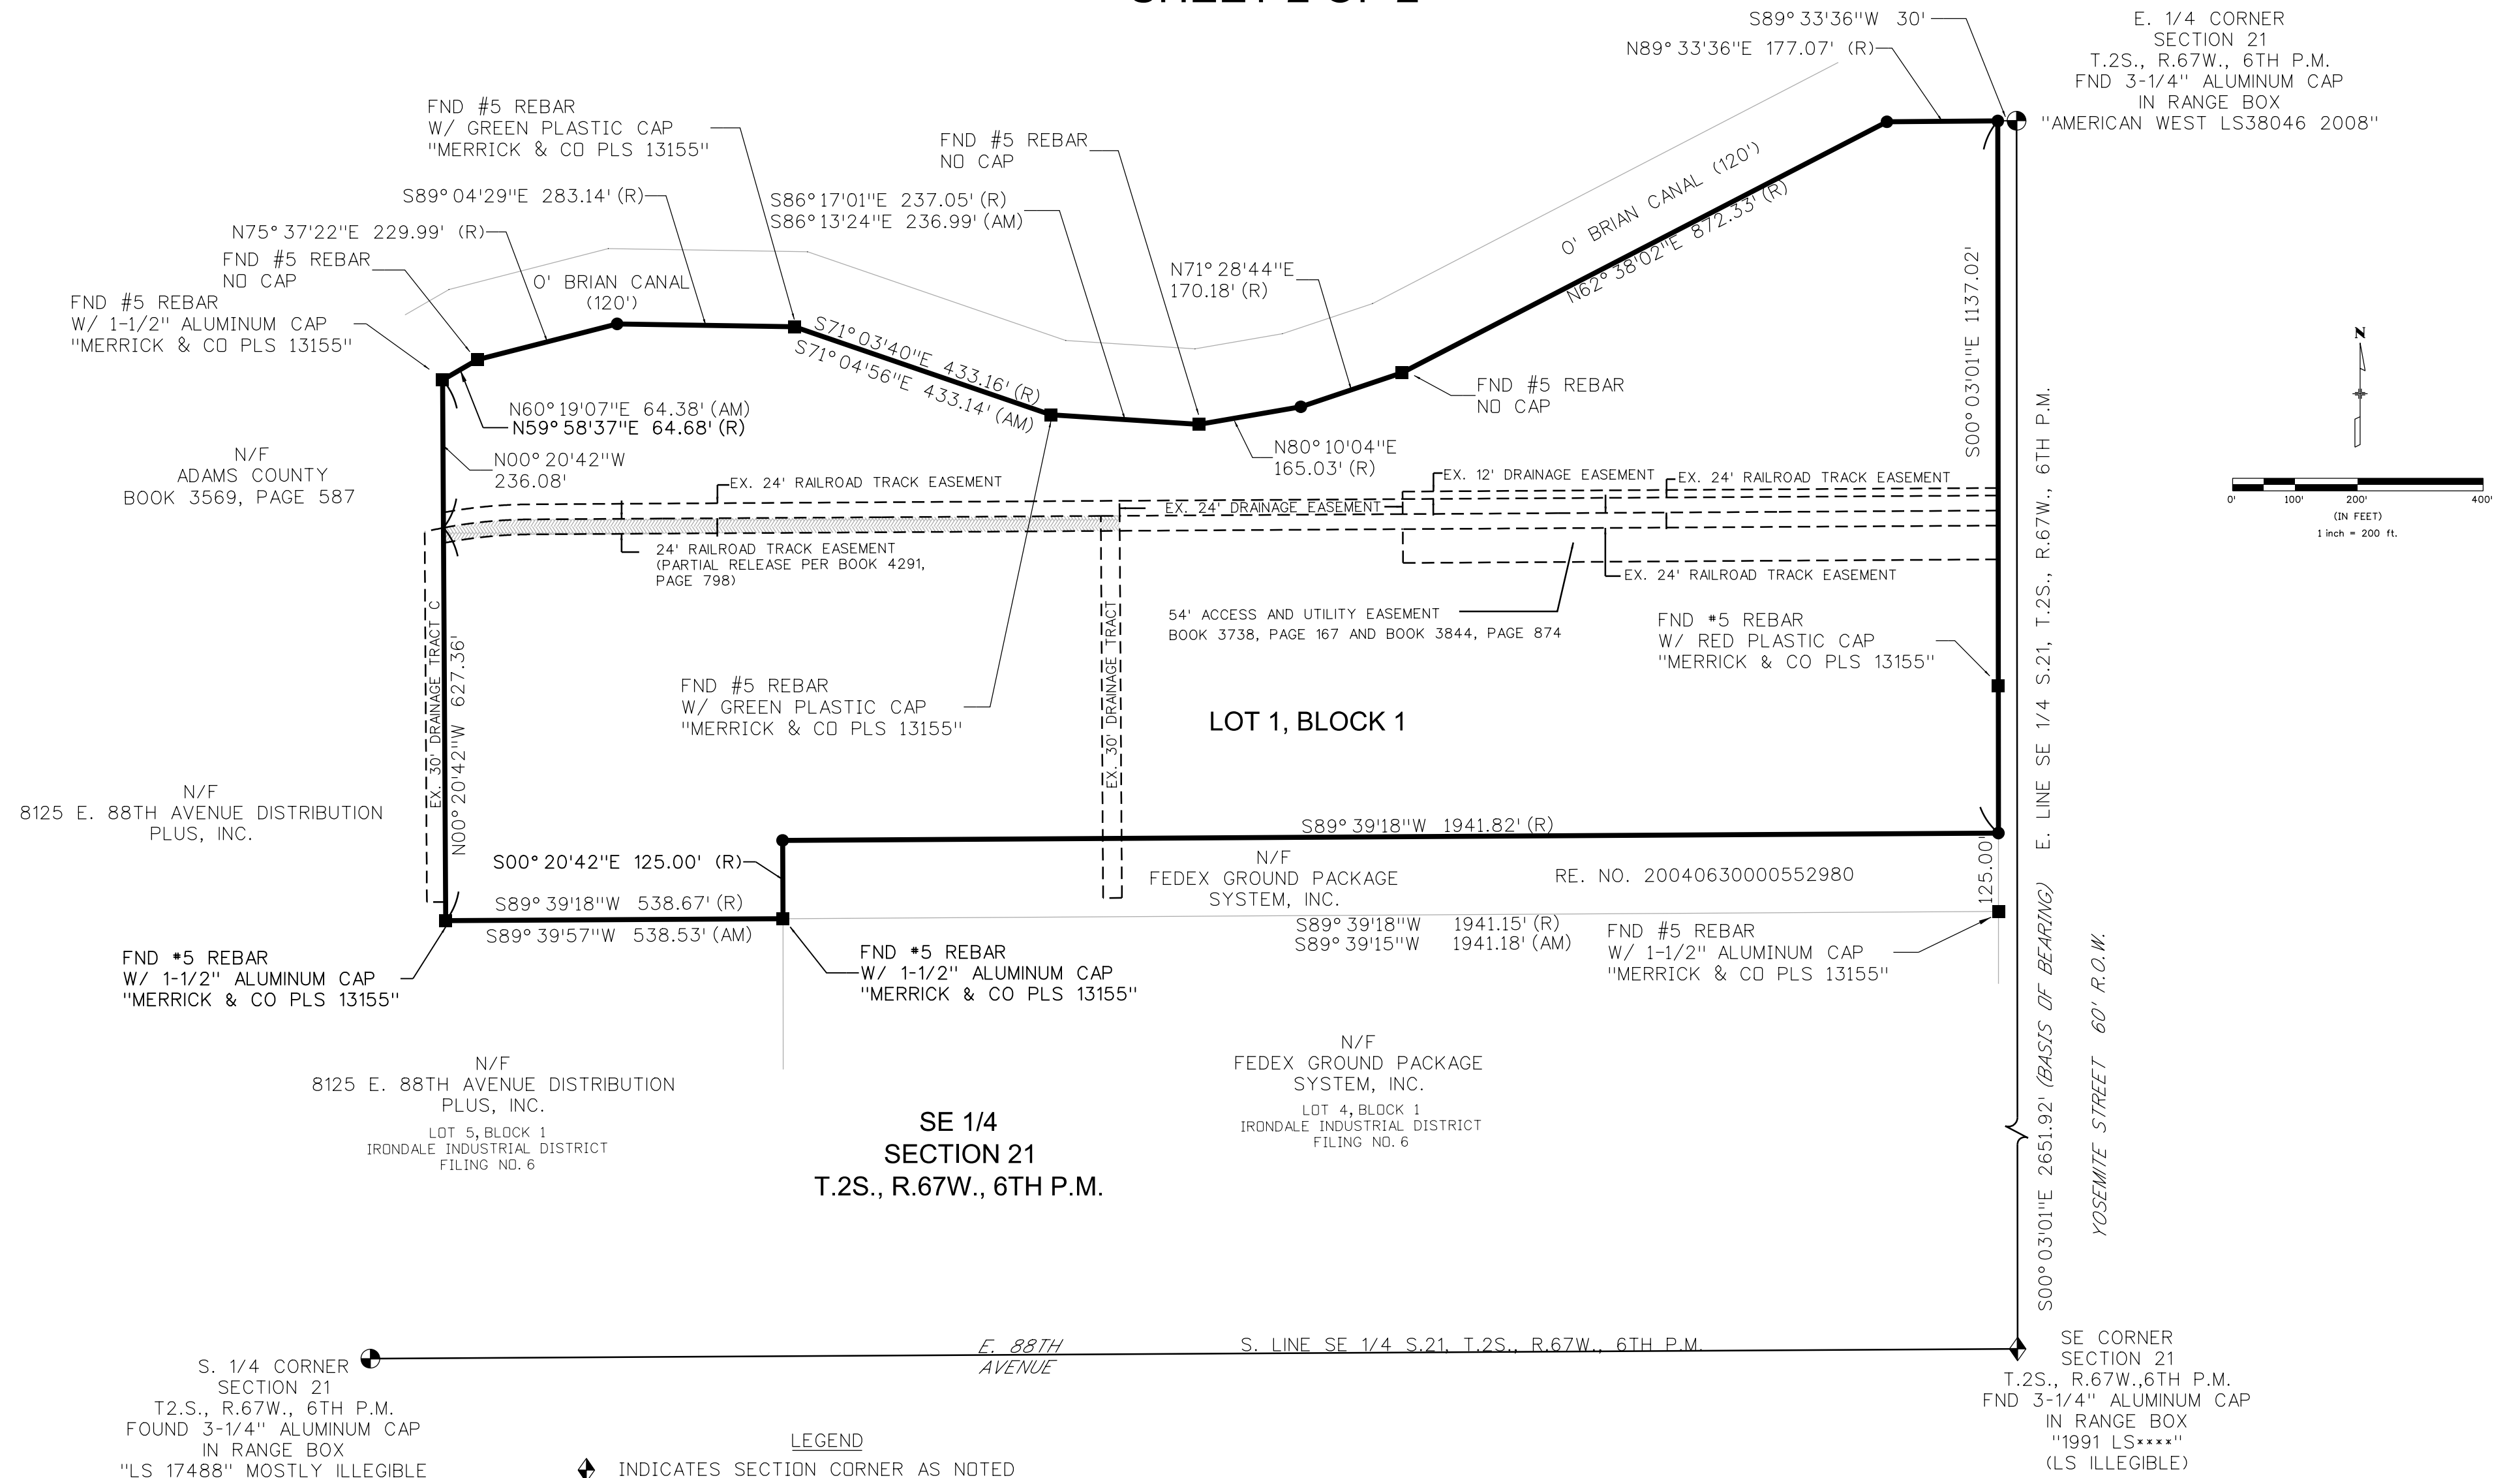 S89°33'36"W 30'
N89°33'36"E 177.07' (R)
E. 1/4 CORNER
SECTION 21
T.2S., R.67W., 6TH P.M.
FND 3-1/4" ALUMINUM CAP
IN RANGE BOX
"AMERICAN WEST LS38046 2008"
FND #5 REBAR
W/ GREEN PLASTIC CAP
"MERRICK & CO PLS 13155"
FND #5 REBAR
NO CAP
S89°04'29"E 283.14' (R)
S86°17'01"E 237.05' (R)
S86°13'24"E 236.99' (AM)
N75°37'22"E 229.99' (R)
FND #5 REBAR
NO CAP
FND #5 REBAR
W/ 1-1/2" ALUMINUM CAP
"MERRICK & CO PLS 13155"
O' BRIAN CANAL
(120')
N71°28'44"E
170.18' (R)
O' BRIAN CANAL (120')
N62°38'02"E 872.33' (R)
S71°03'40"E 433.16' (R)
S71°04'56"E 433.14' (AM)
S00°03'01"E 1137.02'
N
0' 100' 200' 400'
(IN FEET)
1 inch = 200 ft.
FND #5 REBAR
NO CAP
N60°19'07"E 64.38' (AM)
N59°58'37"E 64.68' (R)
N80°10'04"E
165.03' (R)
N/F
ADAMS COUNTY
BOOK 3569, PAGE 587
N00°20'42"W
236.08'
EX. 24' RAILROAD TRACK EASEMENT
EX. 12' DRAINAGE EASEMENT
EX. 24' RAILROAD TRACK EASEMENT
EX. 24' DRAINAGE EASEMENT
24' RAILROAD TRACK EASEMENT
(PARTIAL RELEASE PER BOOK 4291,
PAGE 798)
EX. 24' RAILROAD TRACK EASEMENT
54' ACCESS AND UTILITY EASEMENT
BOOK 3738, PAGE 167 AND BOOK 3844, PAGE 874
FND #5 REBAR
W/ RED PLASTIC CAP
"MERRICK & CO PLS 13155"
EX. 30' DRAINAGE TRACT C
N00°20'42"W 627.36'
EX. 30' DRAINAGE TRACT
FND #5 REBAR
W/ GREEN PLASTIC CAP
"MERRICK & CO PLS 13155"
LOT 1, BLOCK 1
E. LINE SE 1/4 S.21, T.2S., R.67W., 6TH P.M.
N/F
8125 E. 88TH AVENUE DISTRIBUTION
PLUS, INC.
S89°39'18"W 1941.82' (R)
S00°20'42"E 125.00' (R)
N/F
FEDEX GROUND PACKAGE
SYSTEM, INC.
RE. NO. 20040630000552980
125.00'
S89°39'18"W 538.67' (R)
S89°39'57"W 538.53' (AM)
S89°39'18"W 1941.15' (R)
S89°39'15"W 1941.18' (AM)
FND #5 REBAR
W/ 1-1/2" ALUMINUM CAP
"MERRICK & CO PLS 13155"
FND #5 REBAR
W/ 1-1/2" ALUMINUM CAP
"MERRICK & CO PLS 13155"
FND #5 REBAR
W/ 1-1/2" ALUMINUM CAP
"MERRICK & CO PLS 13155"
S00°03'01"E 2651.92' (BASIS OF BEARING)
YOSEMITE STREET 60' R.O.W.
N/F
8125 E. 88TH AVENUE DISTRIBUTION
PLUS, INC.
LOT 5, BLOCK 1
IRONDALE INDUSTRIAL DISTRICT
FILING NO. 6
N/F
FEDEX GROUND PACKAGE
SYSTEM, INC.
LOT 4, BLOCK 1
IRONDALE INDUSTRIAL DISTRICT
FILING NO. 6
SE 1/4
SECTION 21
T.2S., R.67W., 6TH P.M.
E. 88TH
AVENUE
S. LINE SE 1/4 S.21, T.2S., R.67W., 6TH P.M.
S. 1/4 CORNER
SECTION 21
T2.S., R.67W., 6TH P.M.
FOUND 3-1/4" ALUMINUM CAP
IN RANGE BOX
"LS 17488" MOSTLY ILLEGIBLE
SE CORNER
SECTION 21
T.2S., R.67W.,6TH P.M.
FND 3-1/4" ALUMINUM CAP
IN RANGE BOX
"1991 LS****"
(LS ILLEGIBLE)
LEGEND
INDICATES SECTION CORNER AS NOTED